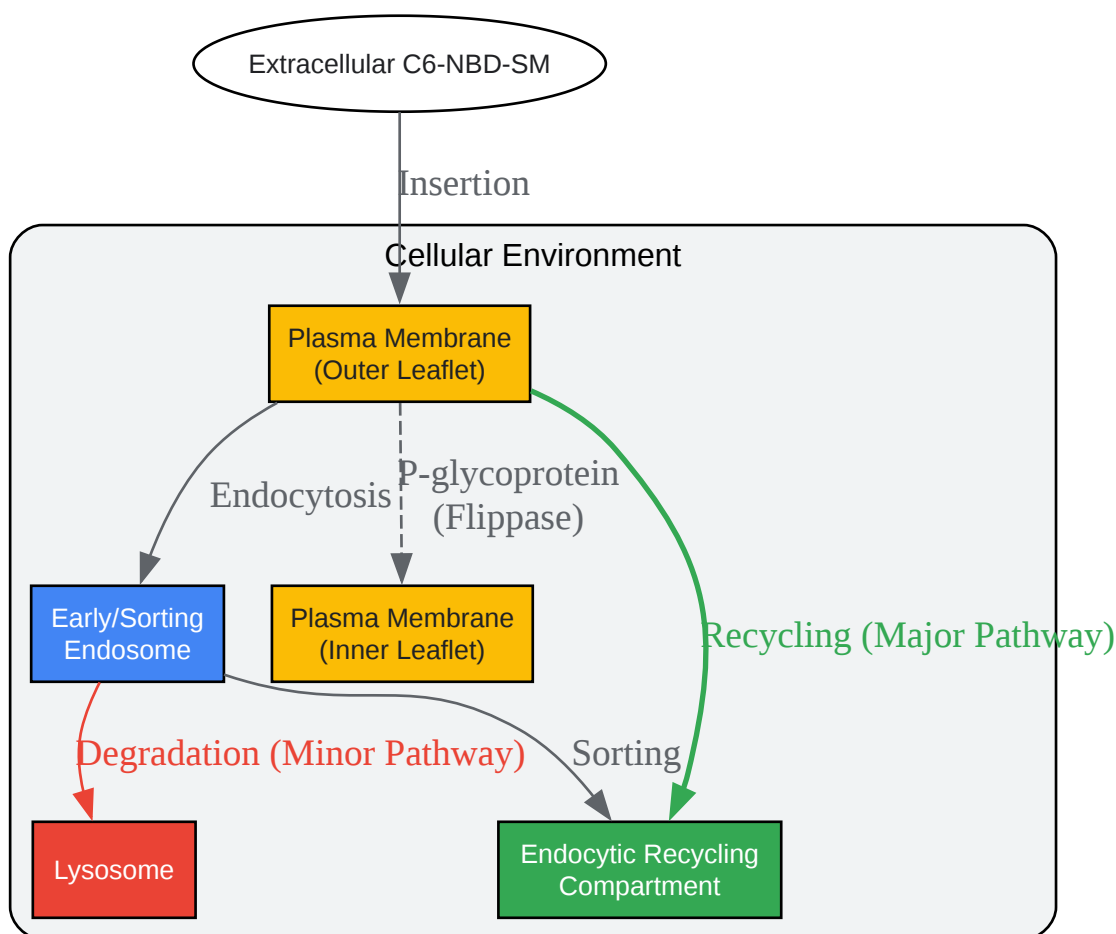 Extracellular C6-NBD-SM
Insertion
Cellular Environment
Plasma Membrane
(Outer Leaflet)
Endocytosis
P-glycoprotein
(Flippase)
Early/Sorting
Endosome
Plasma Membrane
(Inner Leaflet)
Recycling (Major Pathway)
Degradation (Minor Pathway)
Sorting
Lysosome
Endocytic Recycling
Compartment